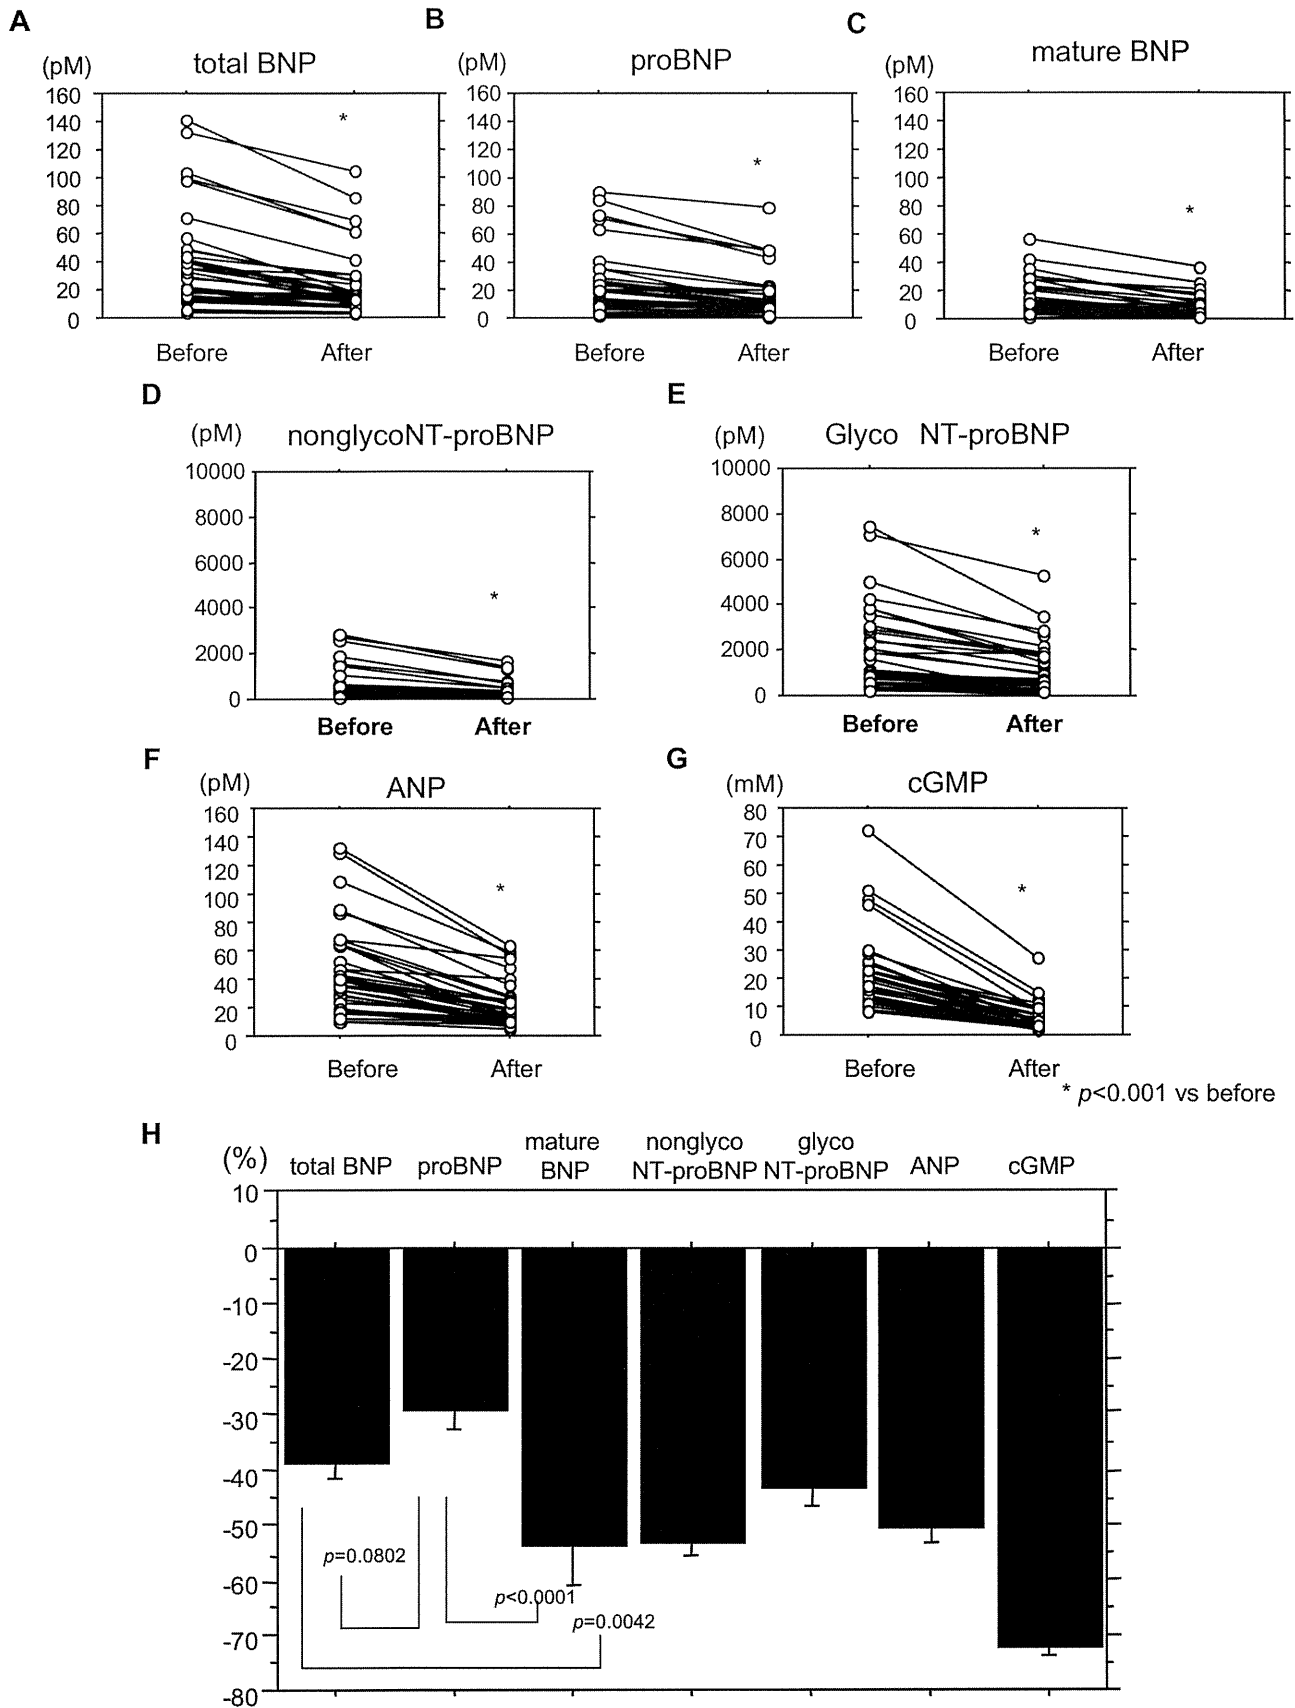 A
B
C
total BNP
proBNP
mature BNP
(pM)
(pM)
(pM)
*
*
*
160
140
120
100
80
60
40
20
0
160
140
120
100
80
60
40
20
0
160
140
120
100
80
60
40
20
0
Before After
Before After
Before After
D
E
nonglycoNT-proBNP
Glyco NT-proBNP
(pM)
(pM)
*
*
10000
8000
6000
4000
2000
0
10000
8000
6000
4000
2000
0
Before After
Before After
F
G
ANP
cGMP
(pM)
(mM)
*
*
160
140
120
100
80
60
40
20
0
80
70
60
50
40
30
20
10
0
Before After
Before After
* p<0.001 vs before
H
(%)
total BNP
proBNP
mature
BNP
nonglyco
NT-proBNP
glyco
NT-proBNP
ANP
cGMP
10
0
-10
-20
-30
-40
-50
-60
-70
-80
p=0.0802
p<0.0001
p=0.0042